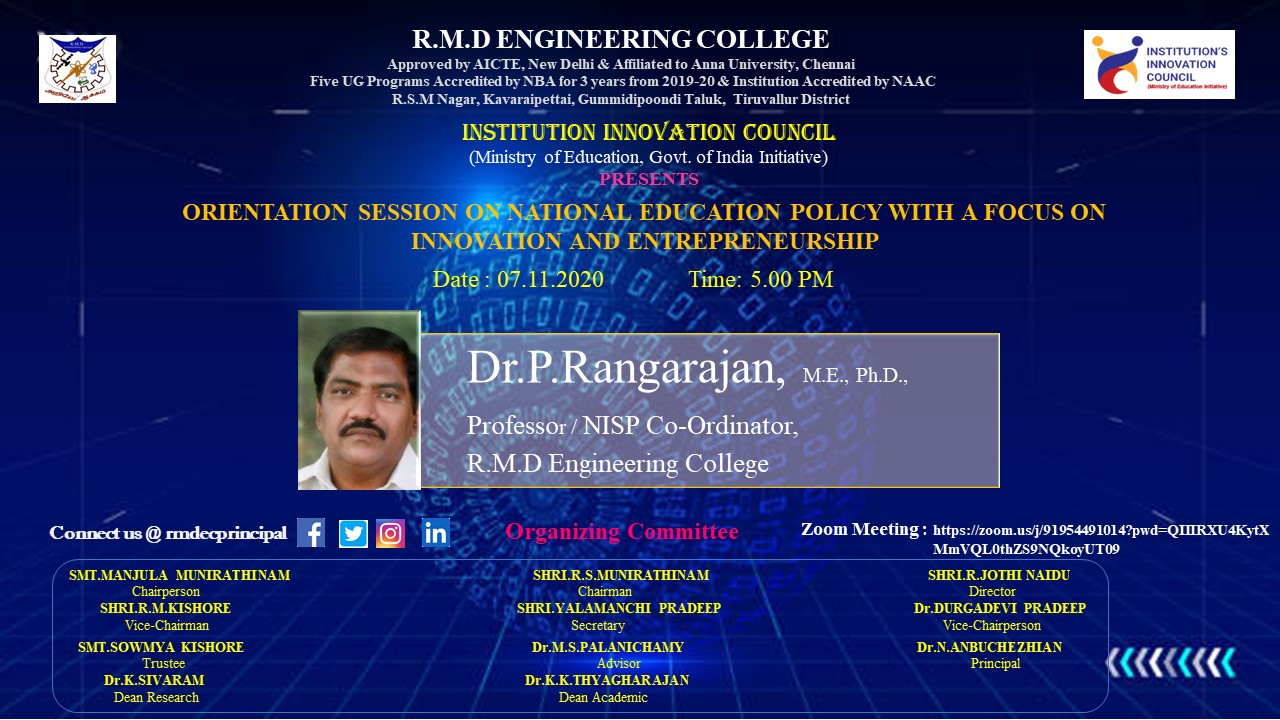 R.M.D ENGINEERING COLLEGE
Approved by AICTE, New Delhi & Affiliated to Anna University, Chennai
Five UG Programs Accredited by NBA for 3 years from 2019-20 & Institution Accredited by NAAC
R.S.M Nagar, Kavaraipettai, Gummidipoondi Taluk, Tiruvallur District
INSTITUTION'S
INNOVATION
COUNCIL
(Ministry of Education Initiative)
INSTITUTION INNOVATION COUNCIL
(Ministry of Education, Govt. of India Initiative)
PRESENTS
ORIENTATION SESSION ON NATIONAL EDUCATION POLICY WITH A FOCUS ON
INNOVATION AND ENTREPRENEURSHIP
Date : 07.11.2020 Time: 5.00 PM
Dr.P.Rangarajan, M.E., Ph.D.,
Professor / NISP Co-Ordinator,
R.M.D Engineering College
Connect us @ rmdecprincipal
Organizing Committee
Zoom Meeting : https://zoom.us/j/91954491014?pwd=QIIIRXU4KytX
MmVQL0thZS9NQkoyUT09
SMT.MANJULA MUNIRATHINAM
Chairperson
SHRI.R.M.KISHORE
Vice-Chairman
SMT.SOWMYA KISHORE
Trustee
Dr.K.SIVARAM
Dean Research
SHRI.R.S.MUNIRATHINAM
Chairman
SHRI.YALAMANCHI PRADEEP
Secretary
Dr.M.S.PALANICHAMY
Advisor
Dr.K.K.THYAGHARAJAN
Dean Academic
SHRI.R.JOTHI NAIDU
Director
Dr.DURGADEVI PRADEEP
Vice-Chairperson
Dr.N.ANBUCHEZHIAN
Principal